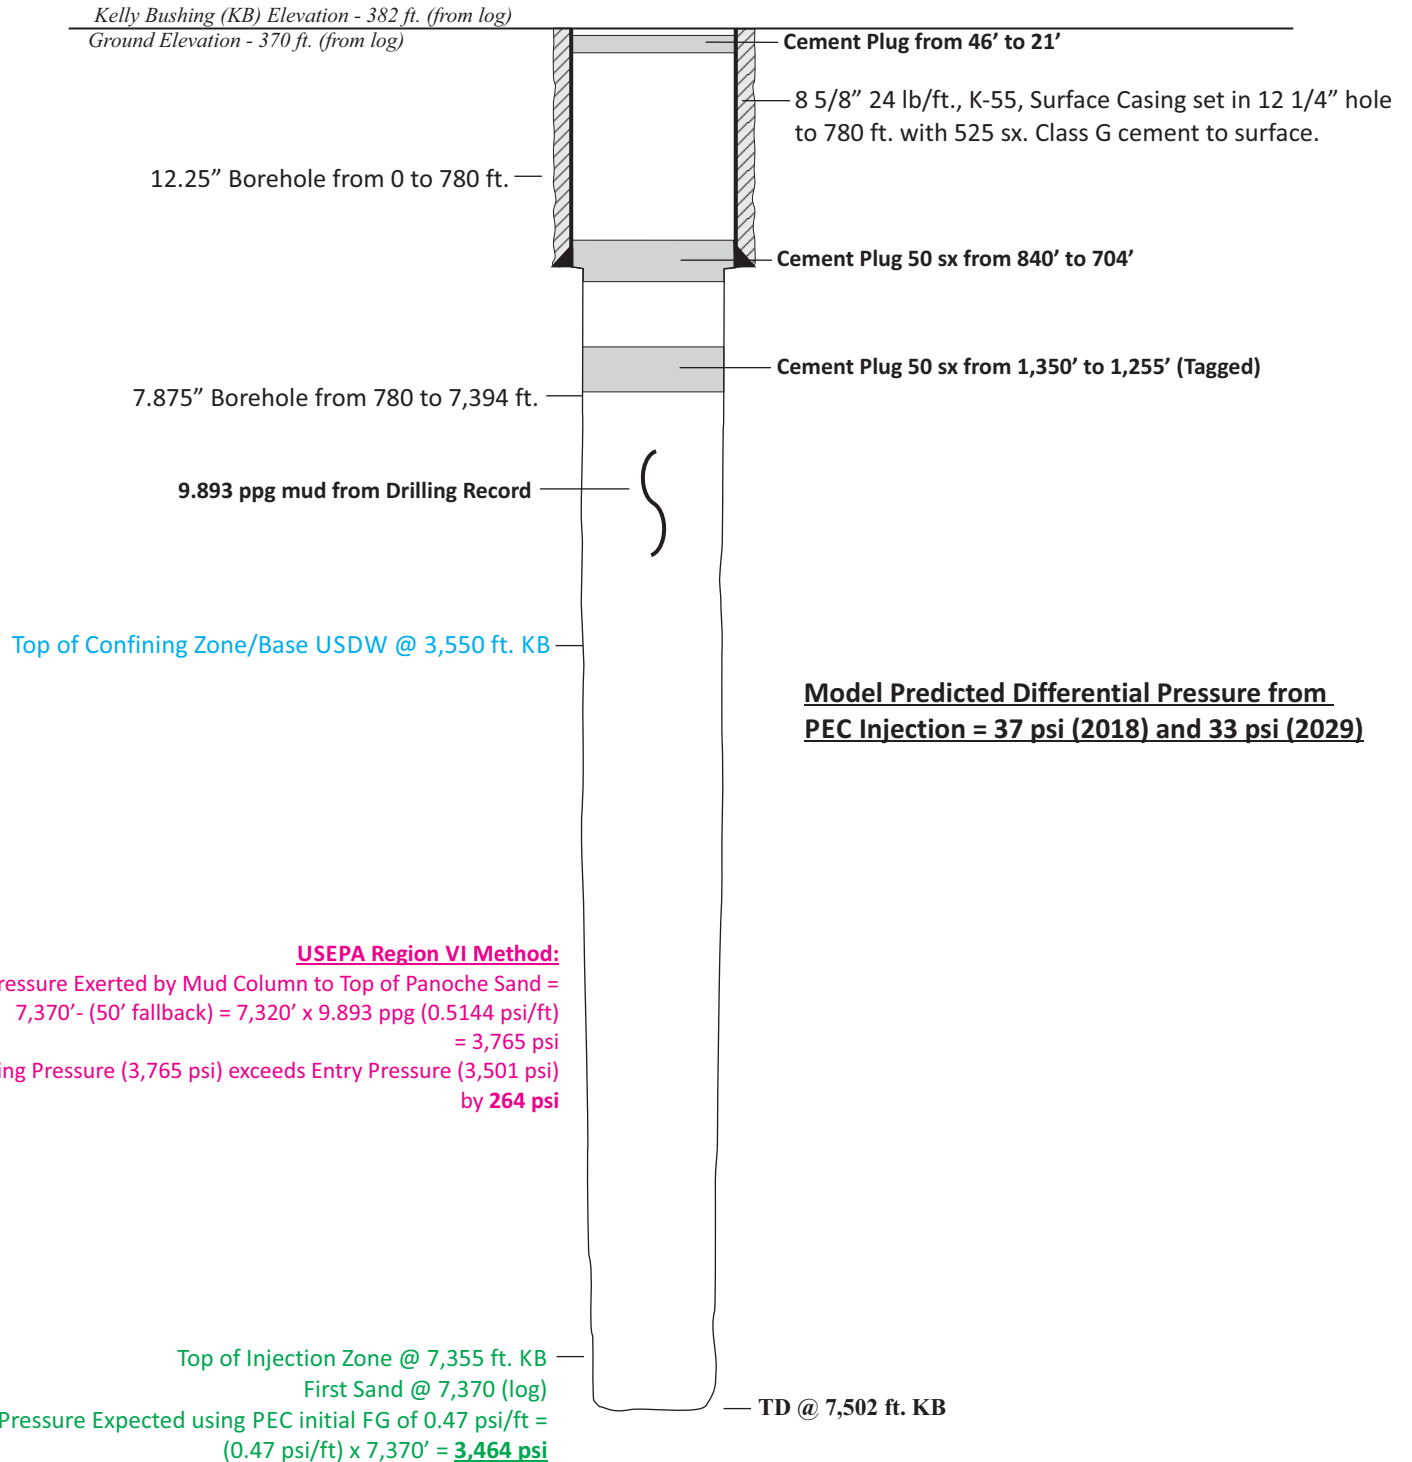 Kelly Bushing (KB) Elevation - 382 ft. (from log)
Ground Elevation - 370 ft. (from log)
Cement Plug from 46’ to 21’
8 5/8” 24 lb/ft., K-55, Surface Casing set in 12 1/4” hole
to 780 ft. with 525 sx. Class G cement to surface.
12.25” Borehole from 0 to 780 ft.
Cement Plug 50 sx from 840’ to 704’
Cement Plug 50 sx from 1,350’ to 1,255’ (Tagged)
7.875” Borehole from 780 to 7,394 ft.
9.893 ppg mud from Drilling Record
Top of Confining Zone/Base USDW @ 3,550 ft. KB
Model Predicted Differential Pressure from
PEC Injection = 37 psi (2018) and 33 psi (2029)
USEPA Region VI Method:
ressure Exerted by Mud Column to Top of Panoche Sand =
7,370’- (50’ fallback) = 7,320’ x 9.893 ppg (0.5144 psi/ft)
= 3,765 psi
ing Pressure (3,765 psi) exceeds Entry Pressure (3,501 psi)
by 264 psi
Top of Injection Zone @ 7,355 ft. KB
First Sand @ 7,370 (log)
Pressure Expected using PEC initial FG of 0.47 psi/ft =
(0.47 psi/ft) x 7,370’ = 3,464 psi
TD @ 7,502 ft. KB